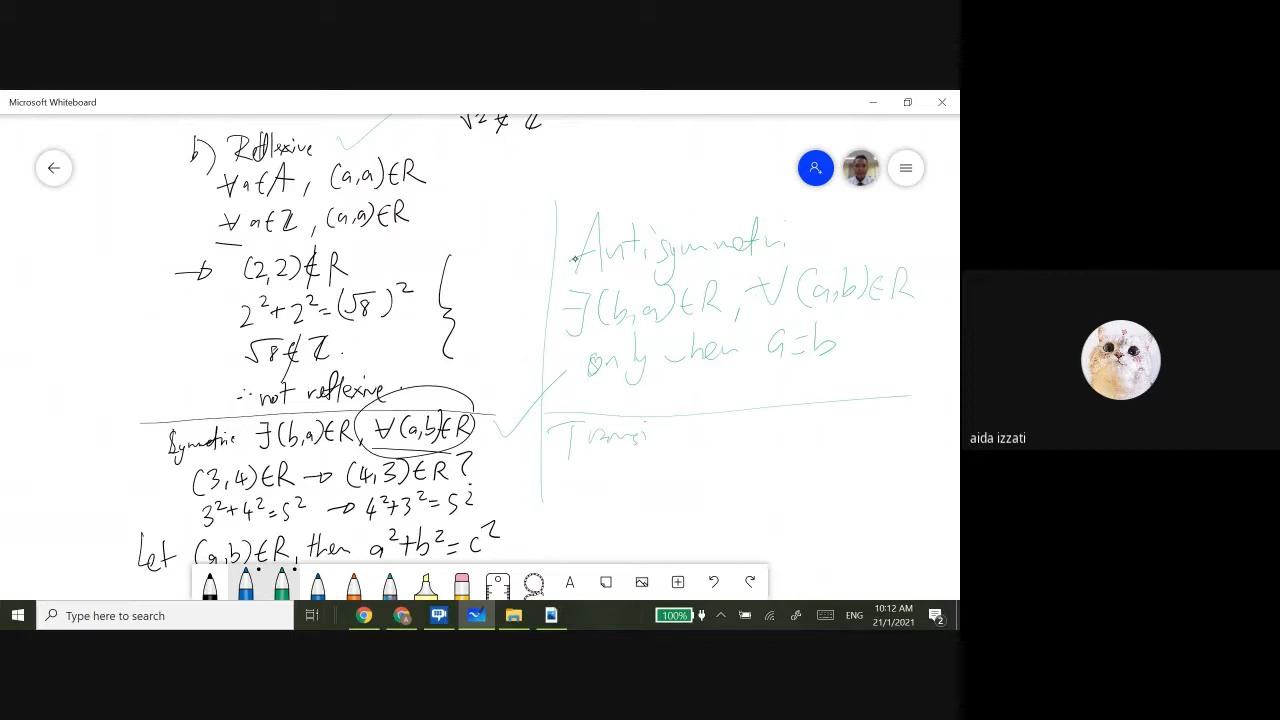 Microsoft Whiteboard
√2 ∉ ℤ
b) Reflexive
∀a∈A, (a,a)∈R
∀a∈ℤ, (a,a)∈R
→ (2,2)∉R
2²+2²=(√8)²
√8∉ℤ.
∴ not reflexive.
Symmetric ∃(b,a)∈R, ∀(a,b)∈R
(3,4)∈R → (4,3)∈R?
3²+4²=5² → 4²+3²=5²
Let (a,b)∈R, then a²+b²=c²
Antisymmetri
∃(b,a)∈R, ∀(a,b)∈R
only when a=b
Transi
aida izzati
A
Type here to search
100%
ENG
10:12 AM
21/1/2021
2